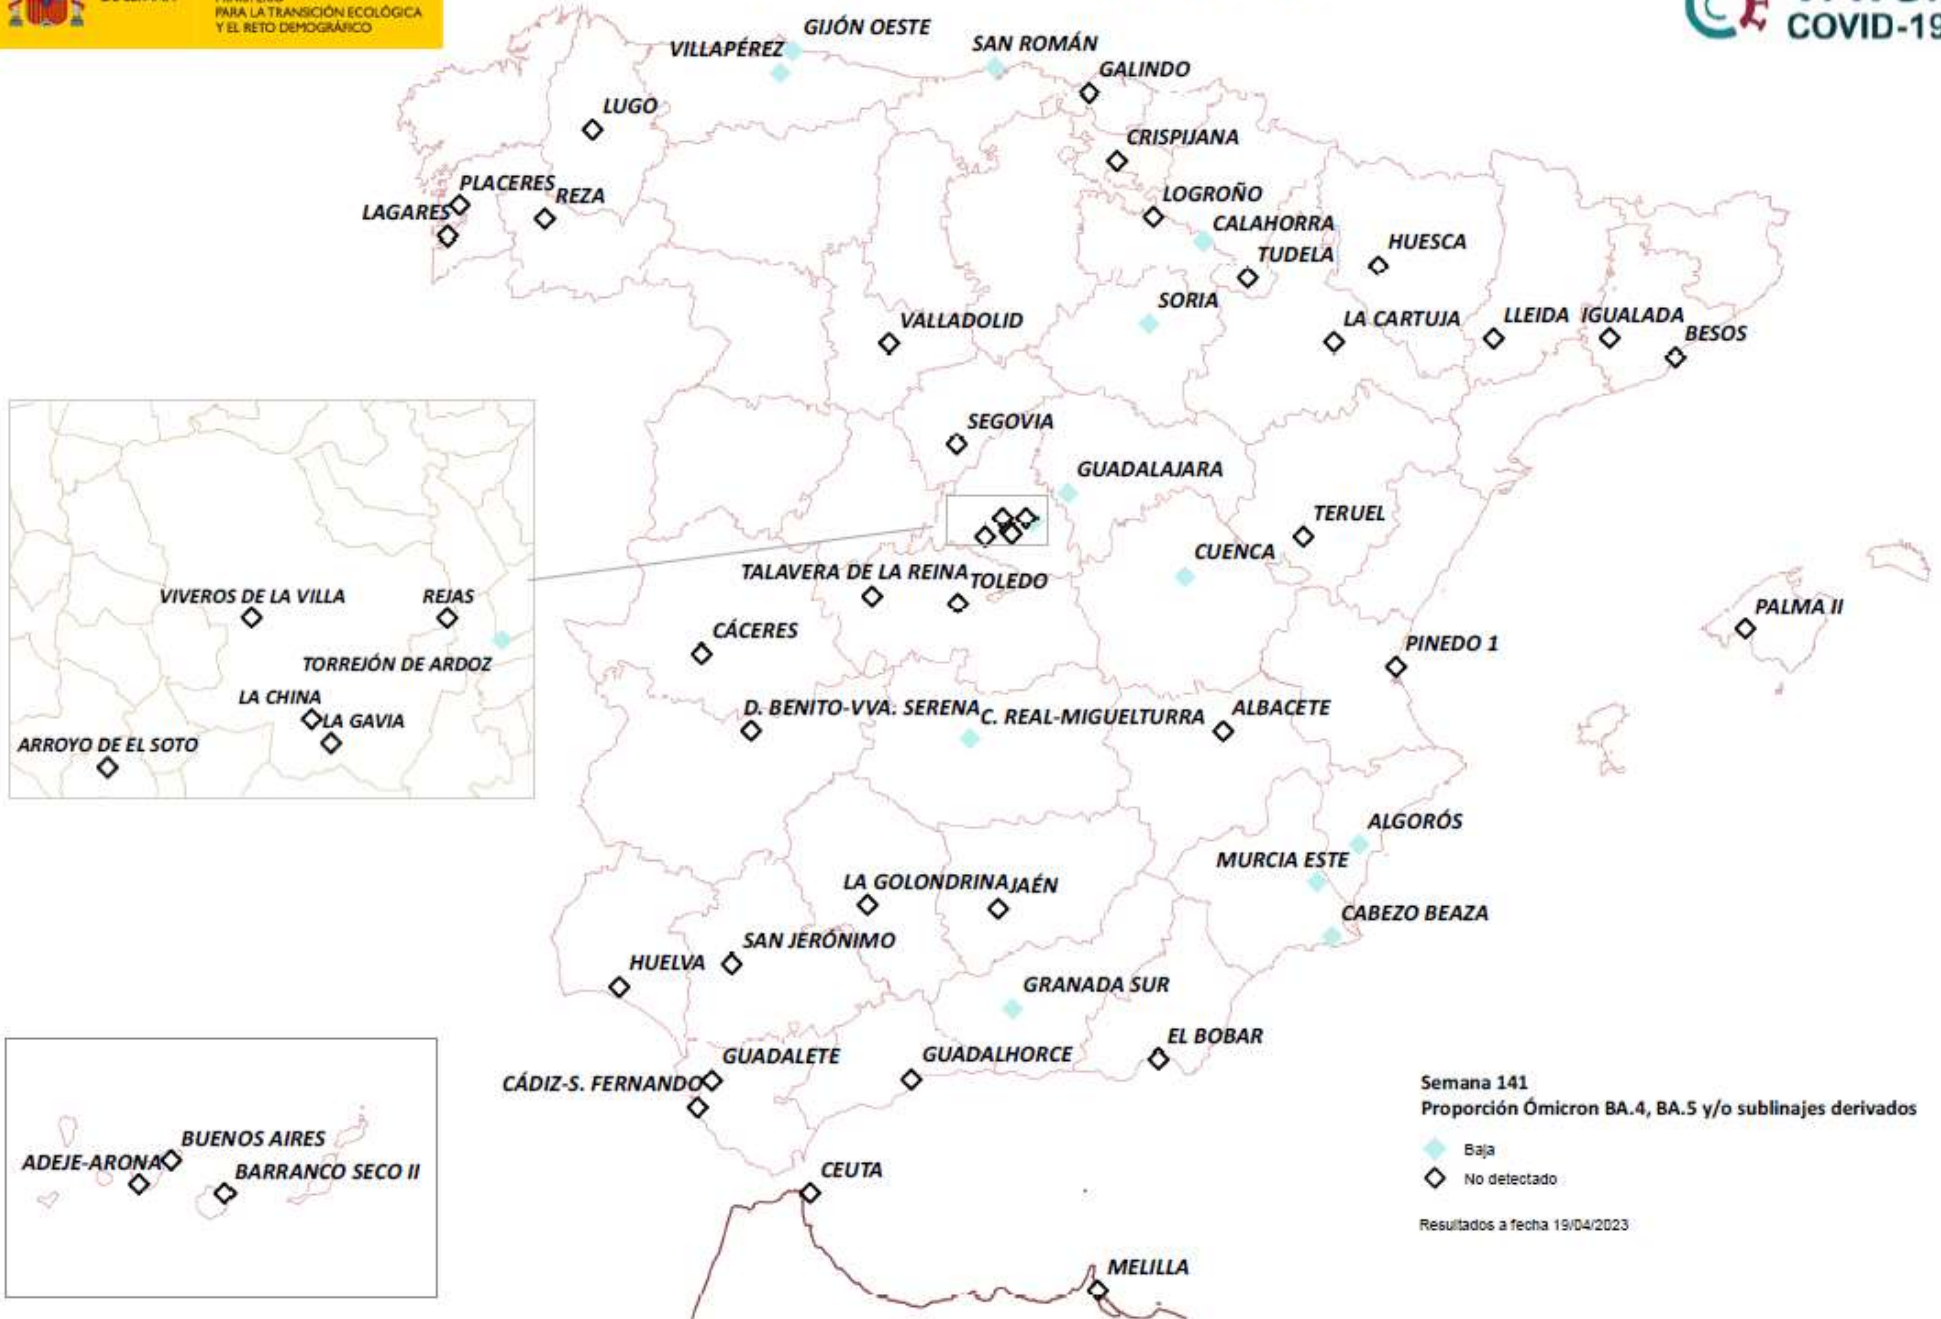 PARA LA TRANSICIÓN ECOLÓGICA
Y EL RETO DEMOGRÁFICO
COVID-19
GIJÓN OESTE
VILLAPÉREZ
SAN ROMÁN
GALINDO
LUGO
CRISPIJANA
PLACERES
REZA
LOGROÑO
LAGARES
CALAHORRA
HUESCA
TUDELA
SORIA
VALLADOLID
LA CARTUJA
LLEIDA
IGUALADA
BESOS
SEGOVIA
GUADALAJARA
TERUEL
CUENCA
TALAVERA DE LA REINA
TOLEDO
VIVEROS DE LA VILLA
REJAS
PALMA II
CÁCERES
PINEDO 1
TORREJÓN DE ARDOZ
LA CHINA
LA GAVIA
D. BENITO-VVA. SERENA
C. REAL-MIGUELTURRA
ALBACETE
ARROYO DE EL SOTO
ALGORÓS
MURCIA ESTE
LA GOLONDRINA
JAÉN
CABEZO BEAZA
SAN JERÓNIMO
HUELVA
GRANADA SUR
EL BOBAR
GUADALETE
GUADALHORCE
CÁDIZ-S. FERNANDO
Semana 141
Proporción Ómicron BA.4, BA.5 y/o sublinajes derivados
Baja
No detectado
Resultados a fecha 19/04/2023
BUENOS AIRES
ADEJE-ARONA
BARRANCO SECO II
CEUTA
MELILLA